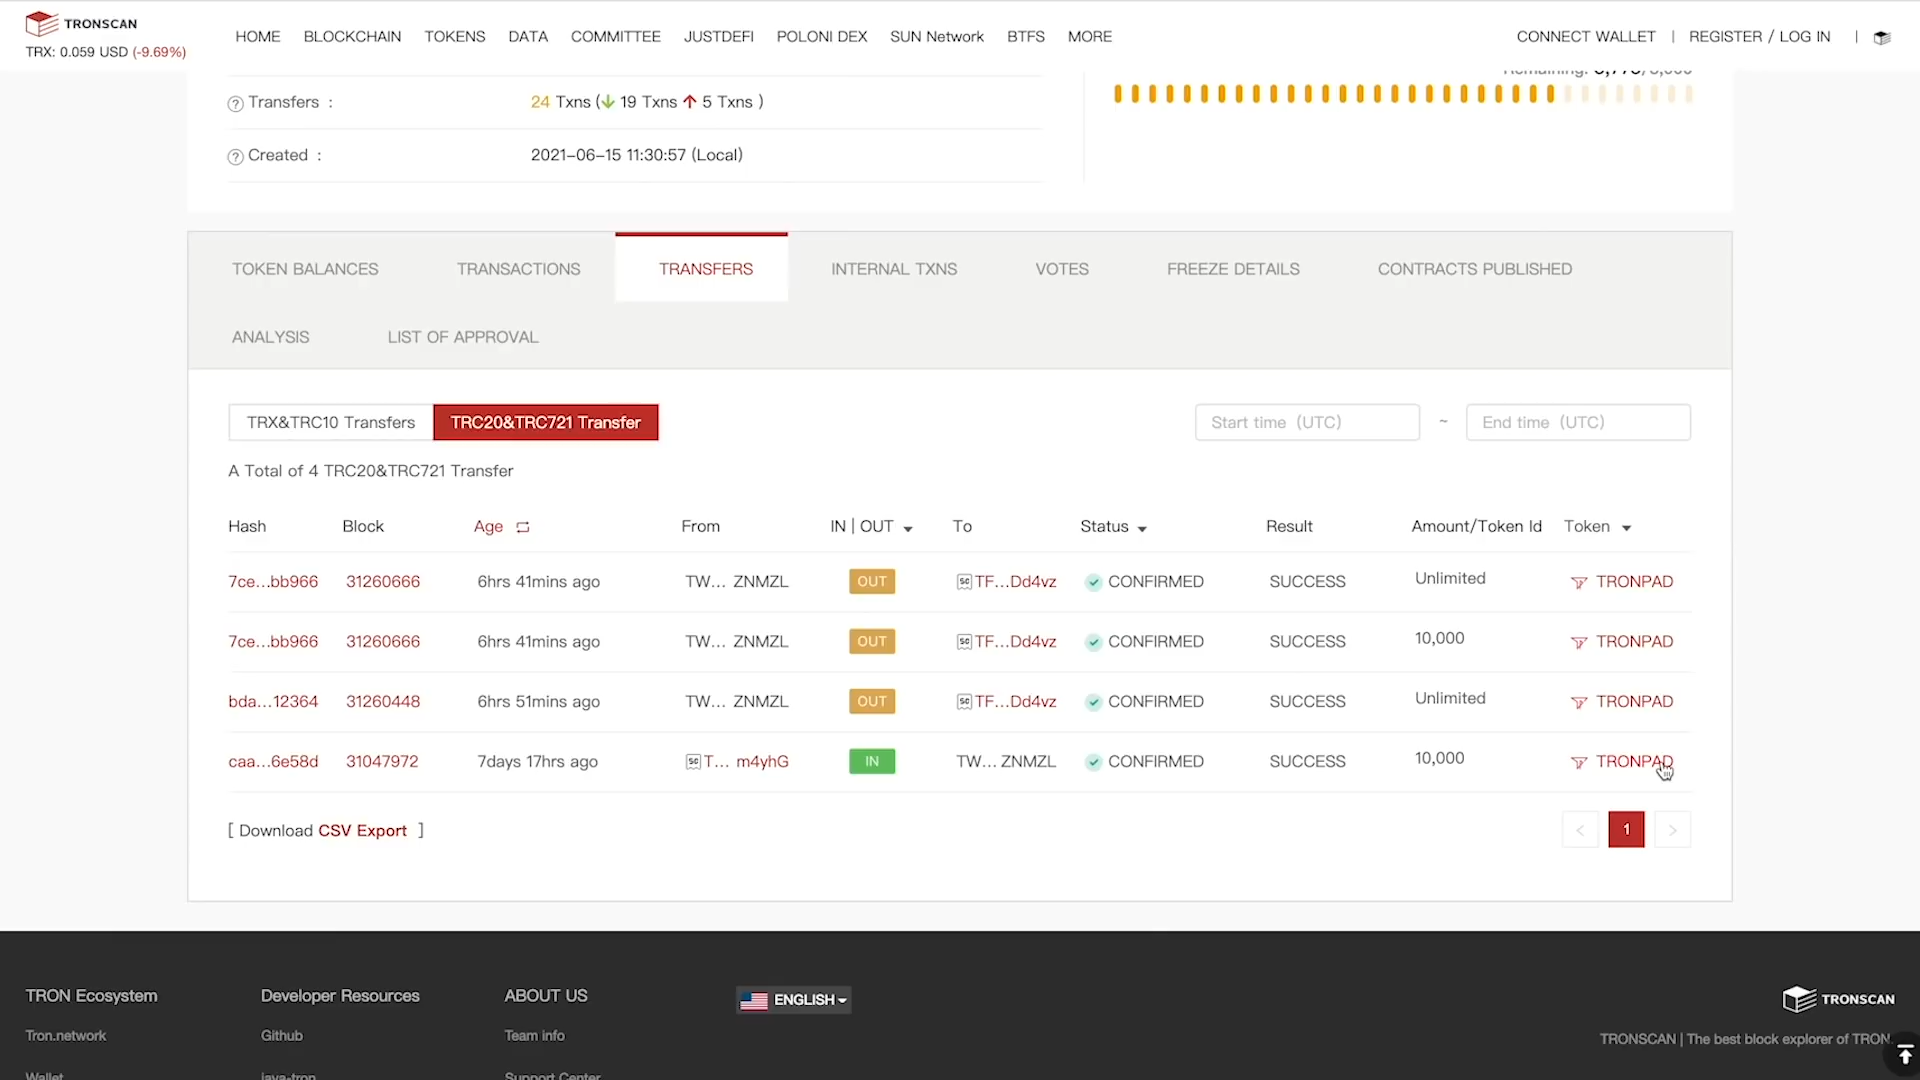 TRONSCAN
TRX: 0.059 USD (-9.69%)
HOME BLOCKCHAIN TOKENS DATA COMMITTEE JUSTDEFI POLONI DEX SUN Network BTFS MORE
CONNECT WALLET | REGISTER / LOG IN |
? Transfers : 24 Txns (↓ 19 Txns ↑ 5 Txns )
? Created : 2021-06-15 11:30:57 (Local)
TOKEN BALANCES TRANSACTIONS TRANSFERS INTERNAL TXNS VOTES FREEZE DETAILS CONTRACTS PUBLISHED
ANALYSIS LIST OF APPROVAL
TRX&TRC10 Transfers TRC20&TRC721 Transfer Start time (UTC) ~ End time (UTC)
A Total of 4 TRC20&TRC721 Transfer
Hash Block Age From IN | OUT To Status Result Amount/Token Id Token
7ce...bb966 31260666 6hrs 41mins ago TW... ZNMZL OUT TF...Dd4vz CONFIRMED SUCCESS Unlimited TRONPAD
7ce...bb966 31260666 6hrs 41mins ago TW... ZNMZL OUT TF...Dd4vz CONFIRMED SUCCESS 10,000 TRONPAD
bda...12364 31260448 6hrs 51mins ago TW... ZNMZL OUT TF...Dd4vz CONFIRMED SUCCESS Unlimited TRONPAD
caa...6e58d 31047972 7days 17hrs ago T... m4yhG IN TW... ZNMZL CONFIRMED SUCCESS 10,000 TRONPAD
[ Download CSV Export ] < 1 >
TRON Ecosystem Developer Resources ABOUT US ENGLISH TRONSCAN
Tron.network Github Team info TRONSCAN | The best block explorer of TRON
Wallet java-tron Support Center